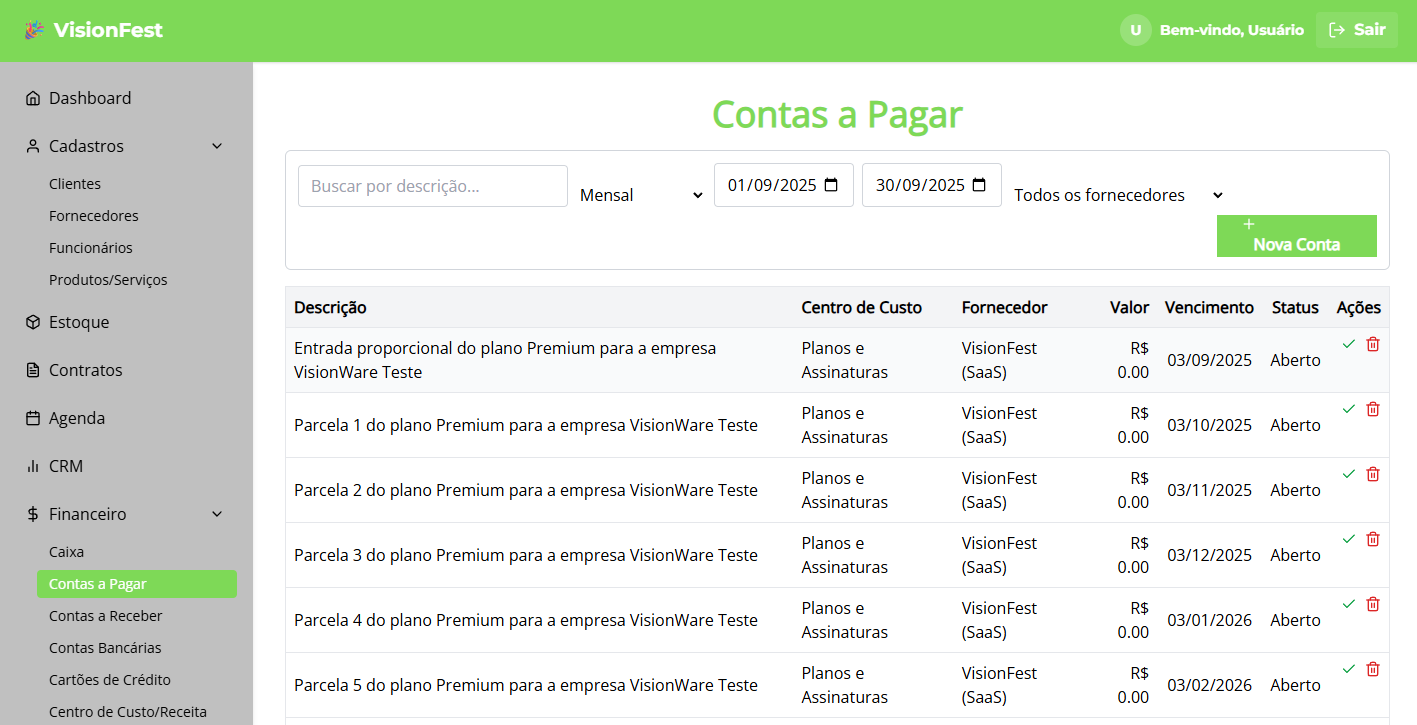 VisionFest
U Bem-vindo, Usuário Sair
Dashboard
Cadastros
Clientes
Fornecedores
Funcionários
Produtos/Serviços
Estoque
Contratos
Agenda
CRM
Financeiro
Caixa
Contas a Pagar
Contas a Receber
Contas Bancárias
Cartões de Crédito
Centro de Custo/Receita
Contas a Pagar
Buscar por descrição... Mensal 01/09/2025 30/09/2025 Todos os fornecedores
+
Nova Conta
Descrição Centro de Custo Fornecedor Valor Vencimento Status Ações
Entrada proporcional do plano Premium para a empresa
VisionWare Teste
Planos e
Assinaturas
VisionFest
(SaaS)
R$
0.00
03/09/2025
Aberto
Parcela 1 do plano Premium para a empresa VisionWare Teste
Planos e
Assinaturas
VisionFest
(SaaS)
R$
0.00
03/10/2025
Aberto
Parcela 2 do plano Premium para a empresa VisionWare Teste
Planos e
Assinaturas
VisionFest
(SaaS)
R$
0.00
03/11/2025
Aberto
Parcela 3 do plano Premium para a empresa VisionWare Teste
Planos e
Assinaturas
VisionFest
(SaaS)
R$
0.00
03/12/2025
Aberto
Parcela 4 do plano Premium para a empresa VisionWare Teste
Planos e
Assinaturas
VisionFest
(SaaS)
R$
0.00
03/01/2026
Aberto
Parcela 5 do plano Premium para a empresa VisionWare Teste
Planos e
Assinaturas
VisionFest
(SaaS)
R$
0.00
03/02/2026
Aberto